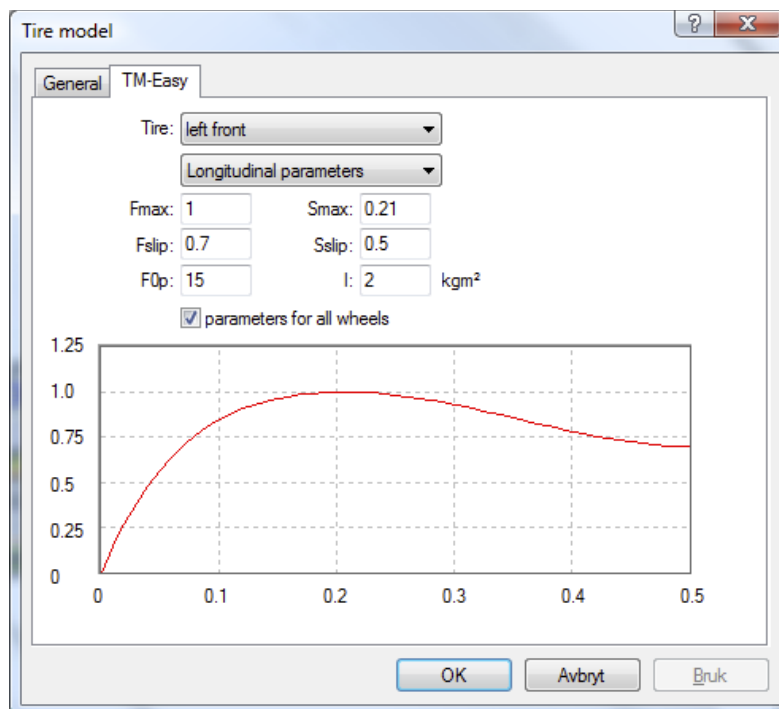 Tire model
General TM-Easy
Tire: left front
Longitudinal parameters
Fmax: 1 Smax: 0.21
Fslip: 0.7 Sslip: 0.5
F0p: 15 I: 2 kgm²
parameters for all wheels
1.25
1.0
0.75
0.5
0.25
0
0 0.1 0.2 0.3 0.4 0.5
OK Avbryt Bruk